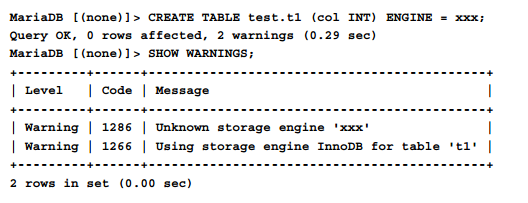 MariaDB [(none)]> CREATE TABLE test.t1 (col INT) ENGINE = xxx;
Query OK, 0 rows affected, 2 warnings (0.29 sec)
MariaDB [(none)]> SHOW WARNINGS;
+---------+------+--------------------------------------------+
| Level   | Code | Message                                    |
+---------+------+--------------------------------------------+
| Warning | 1286 | Unknown storage engine 'xxx'               |
| Warning | 1266 | Using storage engine InnoDB for table 't1' |
+---------+------+--------------------------------------------+
2 rows in set (0.00 sec)